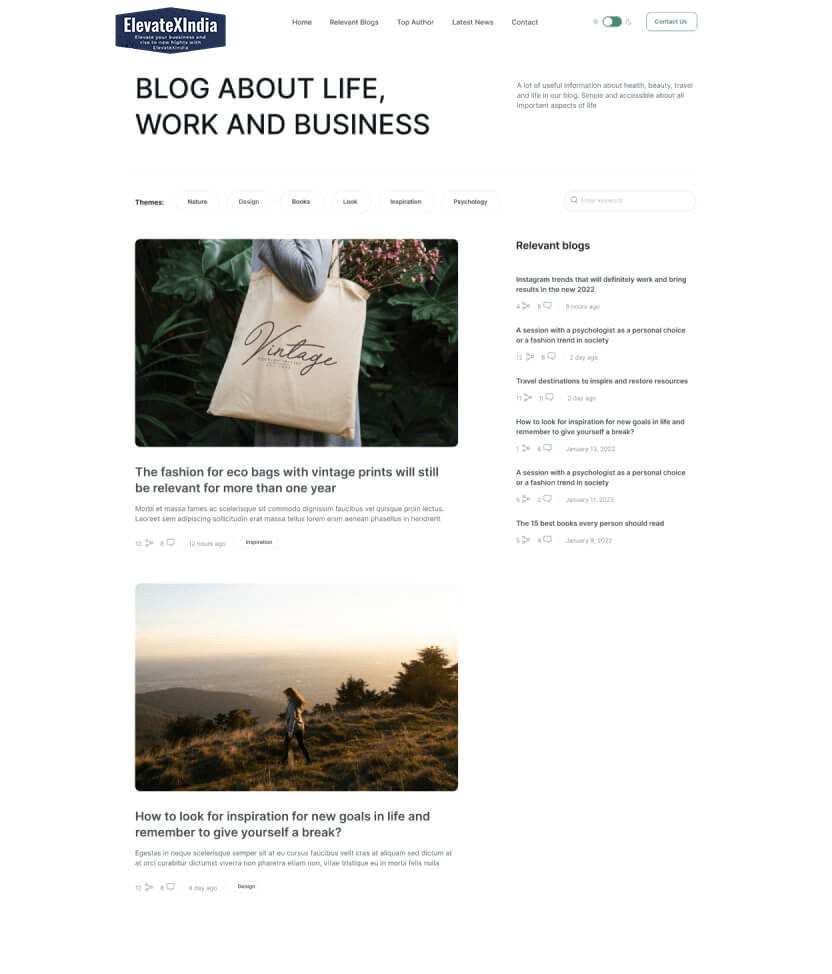 ElevateXIndia
Elevate your bussiness and
rise to new hights with
ElevateXIndia
Home
Relevant Blogs
Top Author
Latest News
Contact
Contact Us
BLOG ABOUT LIFE,
WORK AND BUSINESS
A lot of useful information about health, beauty, travel
and life in our blog. Simple and accessible about all
important aspects of life
Themes:
Nature
Design
Books
Look
Inspiration
Psychology
Enter keyword
Vintage
The fashion for eco bags with vintage prints will still
be relevant for more than one year
Morbi et massa fames ac scelerisque sit commodo dignissim faucibus vel quisque proin lectus.
Laoreet sem adipiscing sollicitudin erat massa tellus lorem enim aenean phasellus in hendrerit
12 8 12 hours ago Inspiration
How to look for inspiration for new goals in life and
remember to give yourself a break?
Egestas in neque scelerisque semper sit at eu cursus faucibus velit cras at aliquam sed dictum at
at orci curabitur dictumst viverra non pharetra etiam non, vitae tristique eu in morbi felis nulla
12 8 9 day ago Design
Relevant blogs
Instagram trends that will definitely work and bring
results in the new 2022
4 6 9 hours ago
A session with a psychologist as a personal choice
or a fashion trend in society
12 8 2 day ago
Travel destinations to inspire and restore resources
11 5 2 day ago
How to look for inspiration for new goals in life and
remember to give yourself a break?
1 6 January 13, 2022
A session with a psychologist as a personal choice
or a fashion trend in society
5 2 January 11, 2022
The 15 best books every person should read
5 4 January 9, 2022